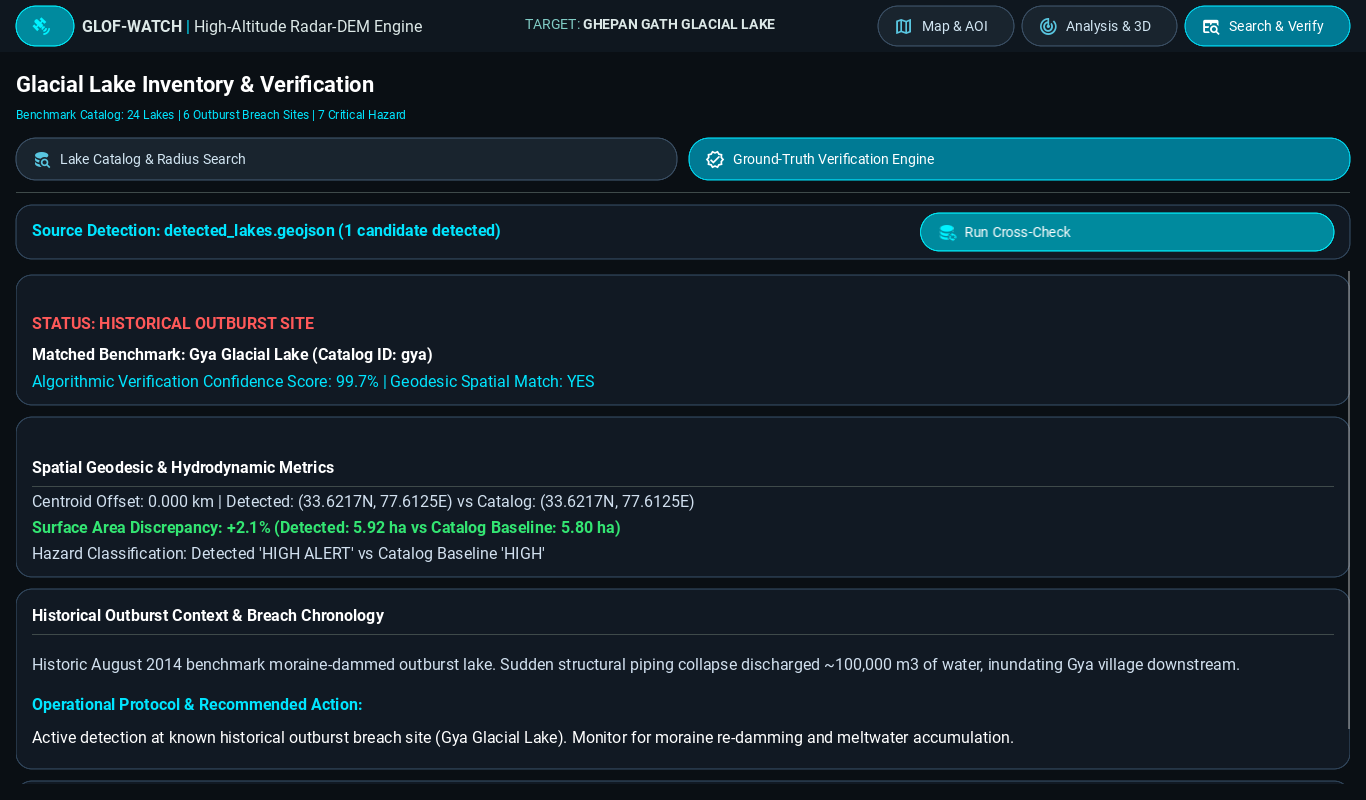 GLOF-WATCH | High-Altitude Radar-DEM Engine
TARGET: GHEPAN GATH GLACIAL LAKE
Map & AOI
Analysis & 3D
Search & Verify
Glacial Lake Inventory & Verification
Benchmark Catalog: 24 Lakes | 6 Outburst Breach Sites | 7 Critical Hazard
Lake Catalog & Radius Search
Ground-Truth Verification Engine
Source Detection: detected_lakes.geojson (1 candidate detected)
Run Cross-Check
STATUS: HISTORICAL OUTBURST SITE
Matched Benchmark: Gya Glacial Lake (Catalog ID: gya)
Algorithmic Verification Confidence Score: 99.7% | Geodesic Spatial Match: YES
Spatial Geodesic & Hydrodynamic Metrics
Centroid Offset: 0.000 km | Detected: (33.6217N, 77.6125E) vs Catalog: (33.6217N, 77.6125E)
Surface Area Discrepancy: +2.1% (Detected: 5.92 ha vs Catalog Baseline: 5.80 ha)
Hazard Classification: Detected 'HIGH ALERT' vs Catalog Baseline 'HIGH'
Historical Outburst Context & Breach Chronology
Historic August 2014 benchmark moraine-dammed outburst lake. Sudden structural piping collapse discharged ~100,000 m3 of water, inundating Gya village downstream.
Operational Protocol & Recommended Action:
Active detection at known historical outburst breach site (Gya Glacial Lake). Monitor for moraine re-damming and meltwater accumulation.